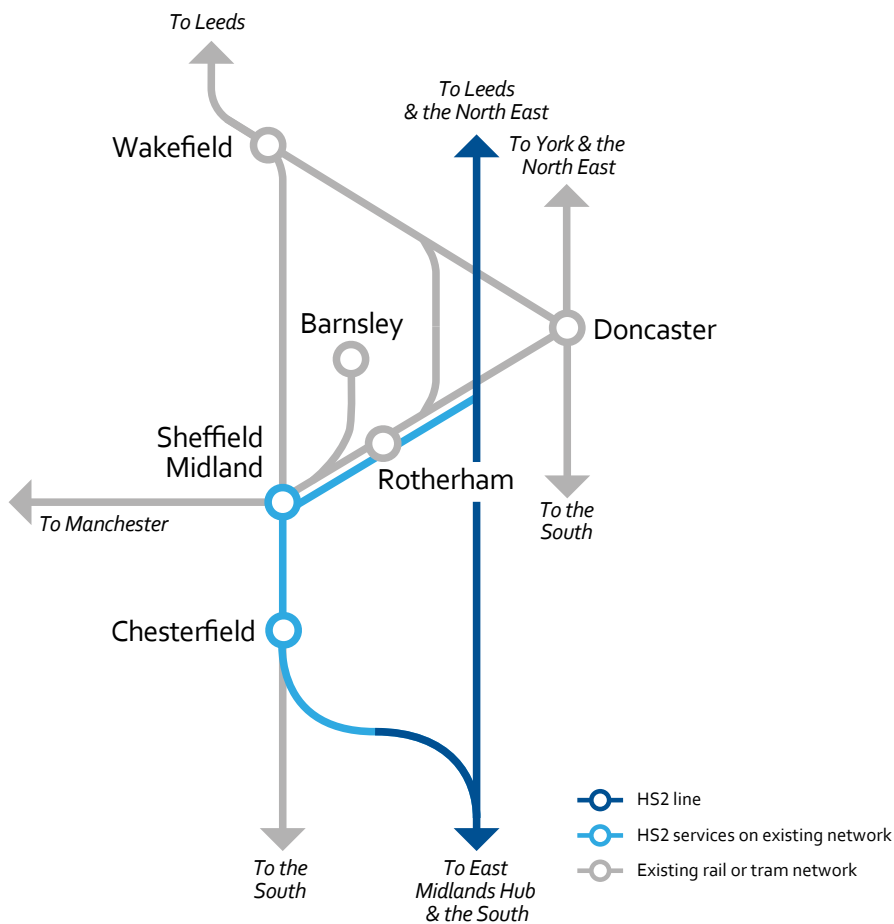 To Leeds
To Leeds
& the North East
To York & the
North East
Wakefield
Barnsley
Doncaster
Sheffield
Midland
Rotherham
To Manchester
To the
South
Chesterfield
HS2 line
HS2 services on existing network
Existing rail or tram network
To the
South
To East
Midlands Hub
& the South